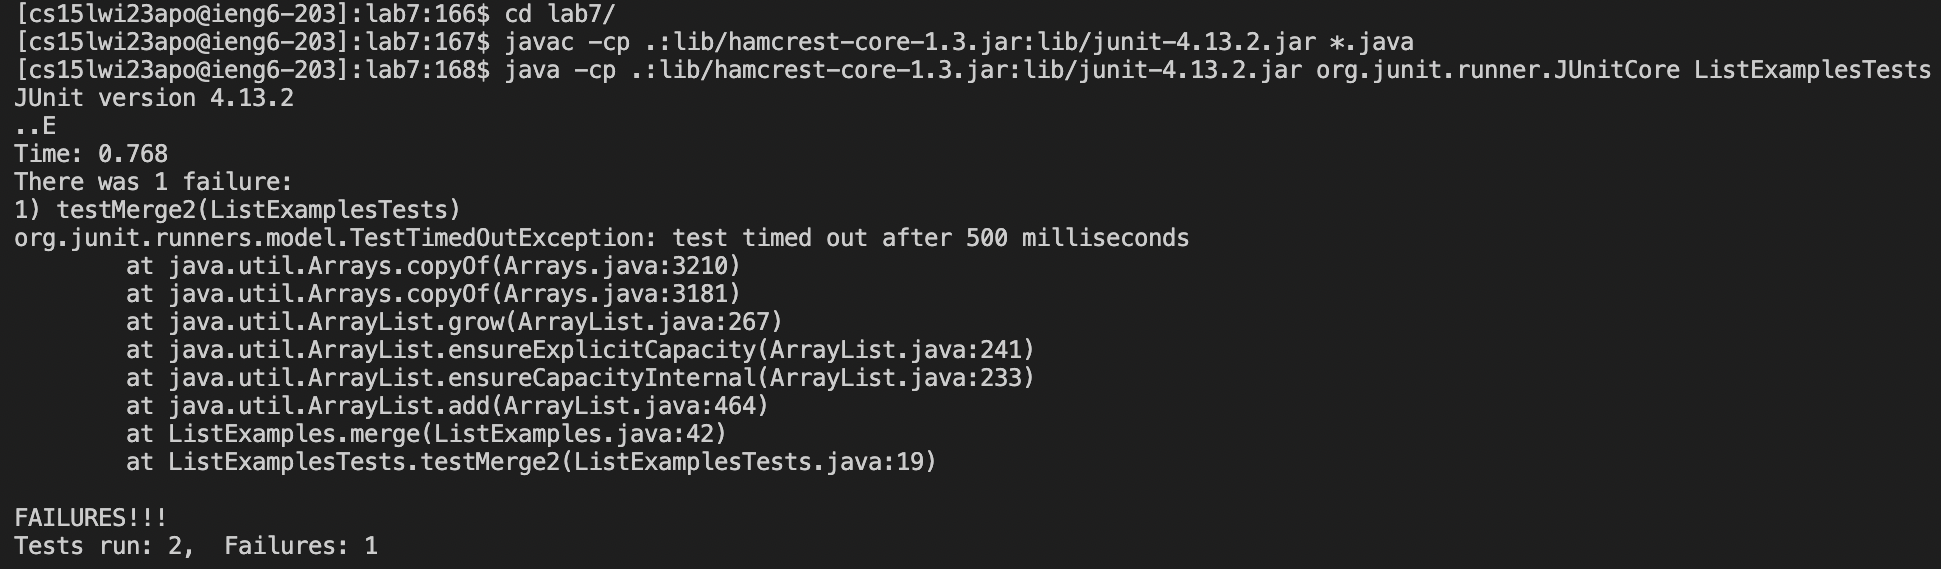 [cs15lwi23apo@ieng6-203]:lab7:166$ cd lab7/
[cs15lwi23apo@ieng6-203]:lab7:167$ javac -cp .:lib/hamcrest-core-1.3.jar:lib/junit-4.13.2.jar *.java
[cs15lwi23apo@ieng6-203]:lab7:168$ java -cp .:lib/hamcrest-core-1.3.jar:lib/junit-4.13.2.jar org.junit.runner.JUnitCore ListExamplesTests
JUnit version 4.13.2
..E
Time: 0.768
There was 1 failure:
1) testMerge2(ListExamplesTests)
org.junit.runners.model.TestTimedOutException: test timed out after 500 milliseconds
        at java.util.Arrays.copyOf(Arrays.java:3210)
        at java.util.Arrays.copyOf(Arrays.java:3181)
        at java.util.ArrayList.grow(ArrayList.java:267)
        at java.util.ArrayList.ensureExplicitCapacity(ArrayList.java:241)
        at java.util.ArrayList.ensureCapacityInternal(ArrayList.java:233)
        at java.util.ArrayList.add(ArrayList.java:464)
        at ListExamples.merge(ListExamples.java:42)
        at ListExamplesTests.testMerge2(ListExamplesTests.java:19)

FAILURES!!!
Tests run: 2,  Failures: 1